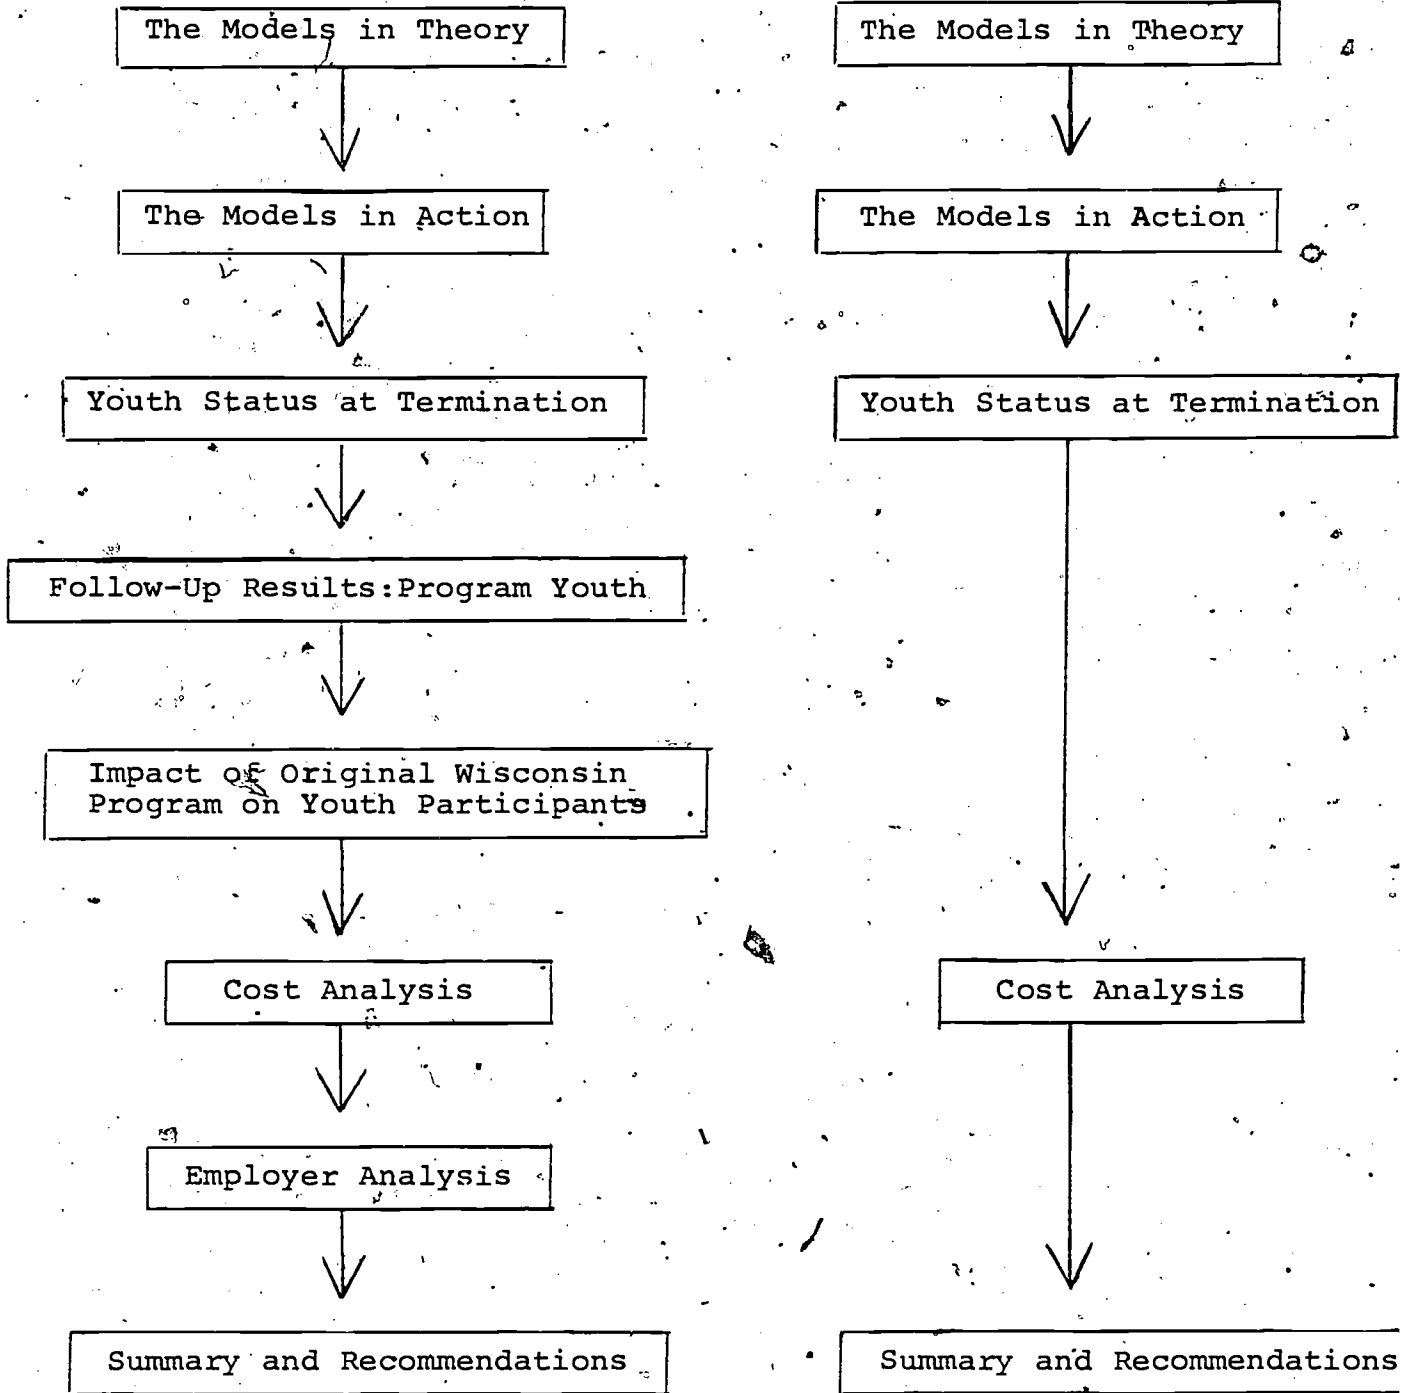 The Models in Theory
The Models in Action
Youth Status at Termination
Follow-Up Results:Program Youth
Impact of Original Wisconsin
Program on Youth Participants
Cost Analysis
Employer Analysis
Summary and Recommendations
The Models in Theory
The Models in Action
Youth Status at Termination
Cost Analysis
Summary and Recommendations